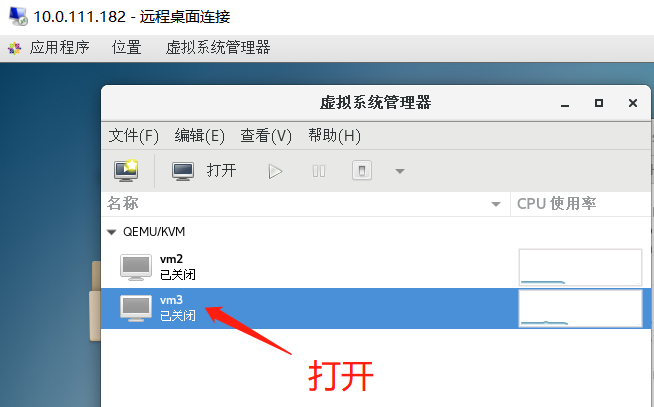 10.0.111.182 - 远程桌面连接
应用程序 位置 虚拟系统管理器
虚拟系统管理器
文件(F) 编辑(E) 查看(V) 帮助(H)
打开
名称 CPU 使用率
QEMU/KVM
vm2
已关闭
vm3
已关闭
打开